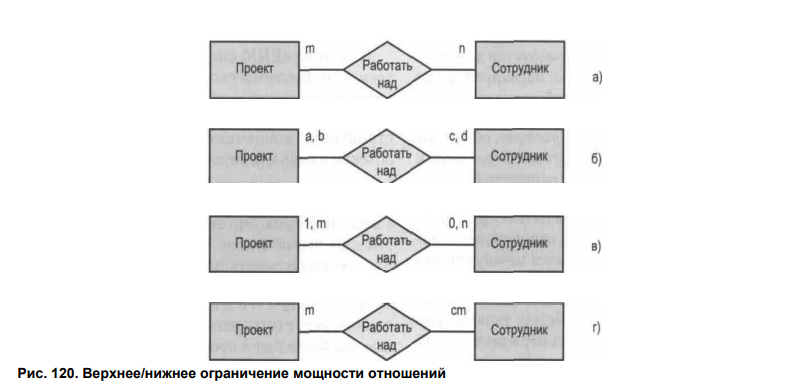 m n
Проект Работать над Сотрудник а)
a, b c, d
Проект Работать над Сотрудник б)
1, m 0, n
Проект Работать над Сотрудник в)
m cm
Проект Работать над Сотрудник г)
Рис. 120. Верхнее/нижнее ограничение мощности отношений